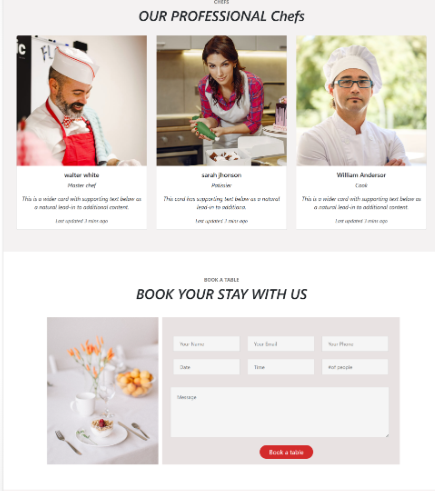 CHEFS
OUR PROFESSIONAL Chefs
walter white
Master chef
This is a wider card with supporting text below as
a natural lead-in to additional content.
Last updated 3 mins ago
sarah jhonson
Patissier
This card has supporting text below as a natural
lead-in to additiona.
Last updated 3 mins ago
William Anderson
Cook
This is a wider card with supporting text below as
a natural lead-in to additional content.
Last updated 3 mins ago
BOOK A TABLE
BOOK YOUR STAY WITH US
Your Name
Your Email
Your Phone
Date
Time
#of people
Message
Book a table